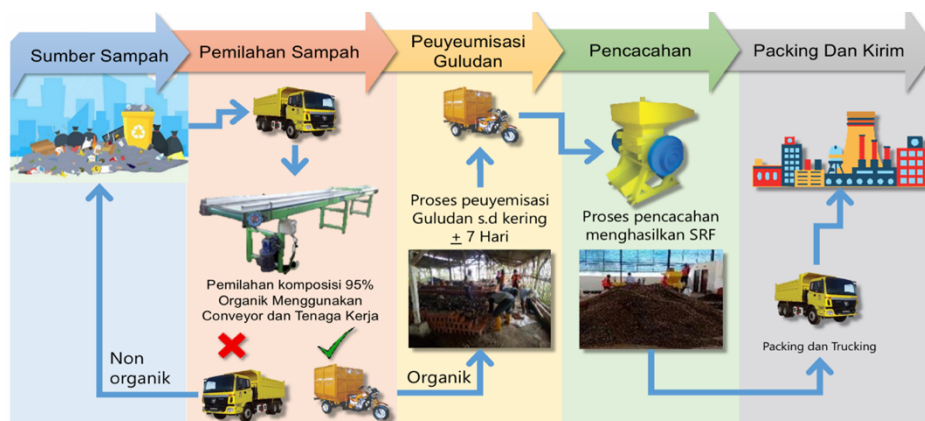 Sumber Sampah
Pemilahan Sampah
Peuyeumisasi
Guludan
Pencacahan
Packing Dan Kirim
Pemilahan komposisi 95%
Organik Menggunakan
Conveyor dan Tenaga Kerja
Non
organik
Organik
Proses peuyemisasi
Guludan s.d kering
+ 7 Hari
Proses pencacahan
menghasilkan SRF
Packing dan Trucking